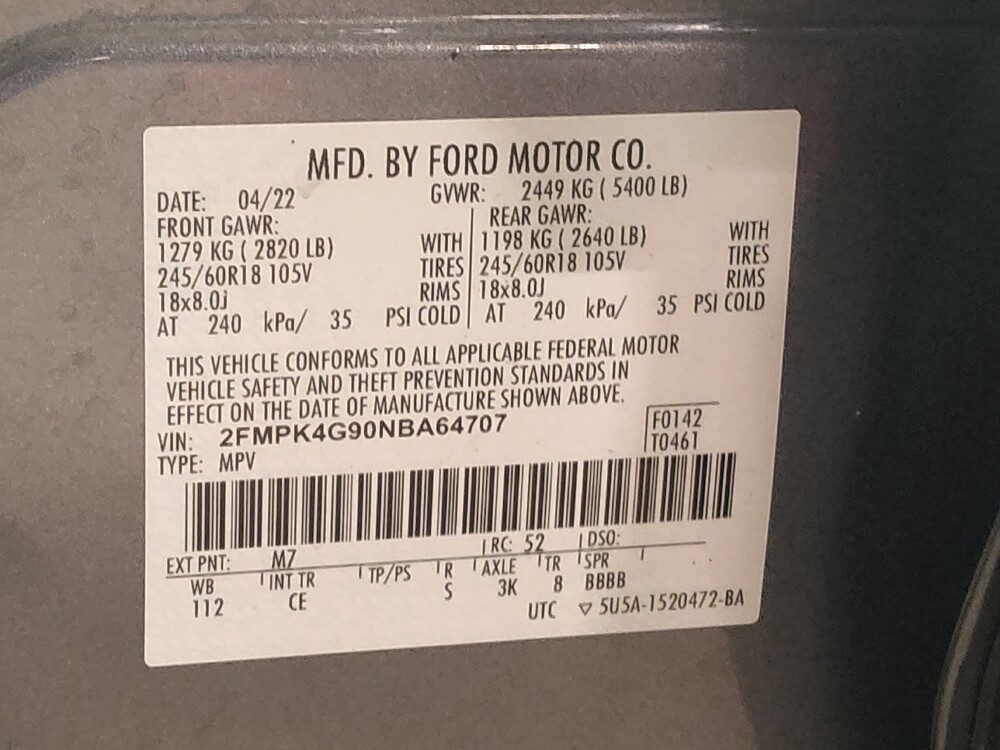 MFD. BY FORD MOTOR CO.
DATE: 04/22 GVWR: 2449 KG ( 5400 LB)
FRONT GAWR: REAR GAWR:
1279 KG ( 2820 LB) WITH 1198 KG ( 2640 LB) WITH
245/60R18 105V TIRES 245/60R18 105V TIRES
18x8.0J RIMS 18x8.0J RIMS
AT 240 kPa/ 35 PSI COLD AT 240 kPa/ 35 PSI COLD
THIS VEHICLE CONFORMS TO ALL APPLICABLE FEDERAL MOTOR
VEHICLE SAFETY AND THEFT PREVENTION STANDARDS IN
EFFECT ON THE DATE OF MANUFACTURE SHOWN ABOVE.
VIN: 2FMPK4G90NBA64707 F0142
TYPE: MPV T0461
EXT PNT: M7 RC: 52 DSO:
WB INT TR TP/PS R AXLE TR SPR
112 CE S 3K 8 BBBB
UTC ▽ 5U5A-1520472-BA